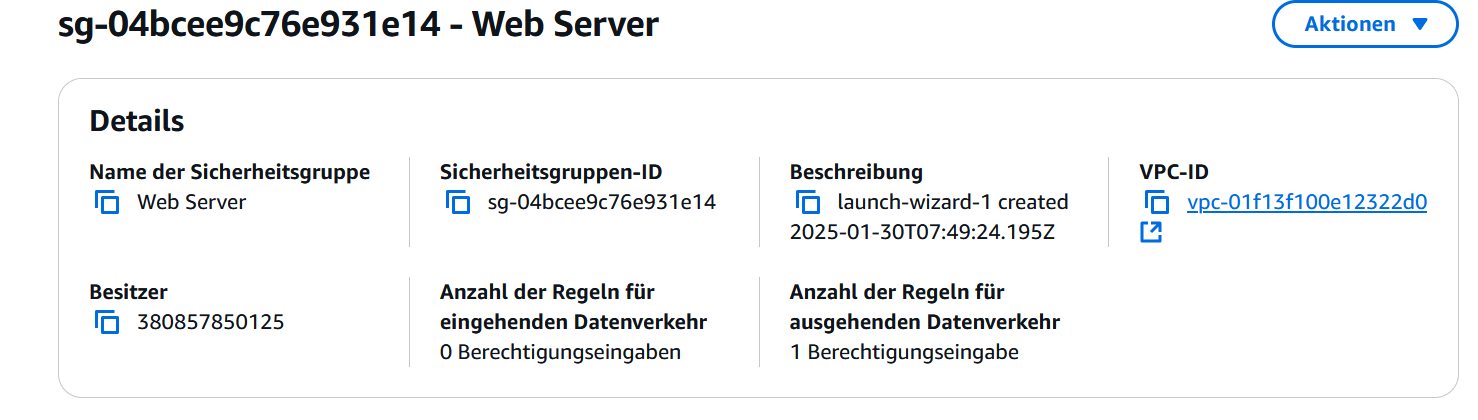 sg-04bcee9c76e931e14 - Web Server
Aktionen
Details
Name der Sicherheitsgruppe
Web Server
Sicherheitsgruppen-ID
sg-04bcee9c76e931e14
Beschreibung
launch-wizard-1 created
2025-01-30T07:49:24.195Z
VPC-ID
vpc-01f13f100e12322d0
Besitzer
380857850125
Anzahl der Regeln für
eingehenden Datenverkehr
0 Berechtigungseingaben
Anzahl der Regeln für
ausgehenden Datenverkehr
1 Berechtigungseingabe